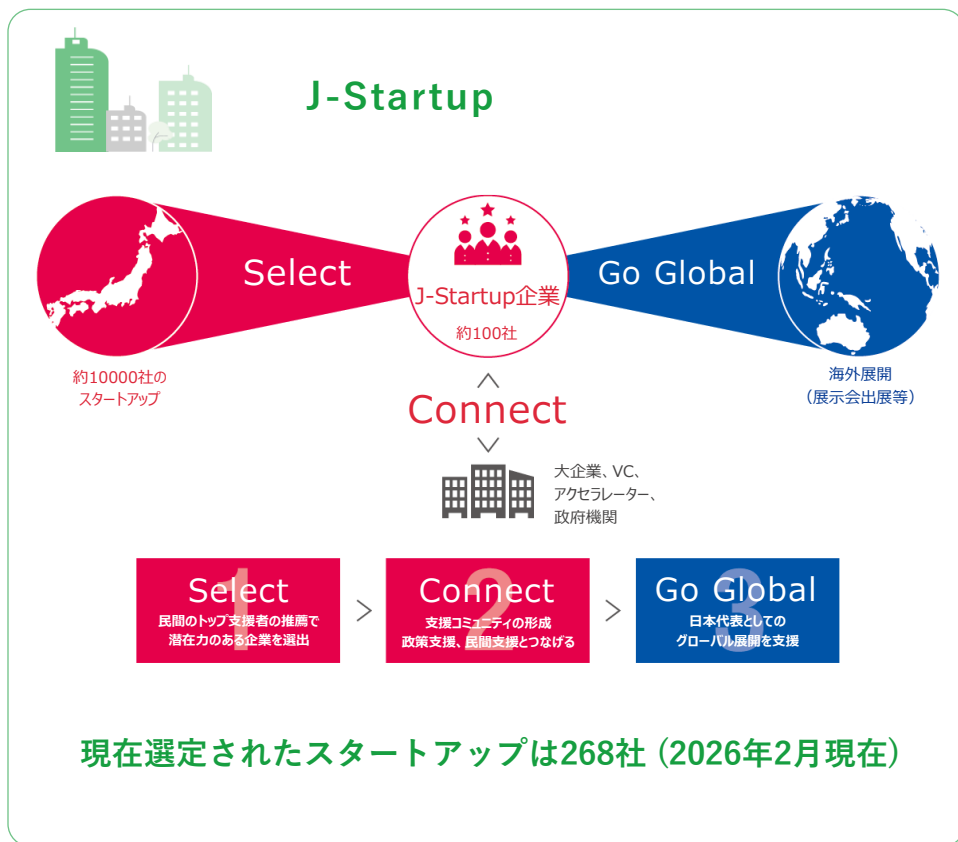 J-Startup
Select
J-Startup企業
約100社
Go Global
約10000社の
スタートアップ
海外展開
（展示会出展等）
Connect
大企業、VC、
アクセラレーター、
政府機関
1
Select
民間のトップ支援者の推薦で
潜在力のある企業を選出
>
2
Connect
支援コミュニティの形成
政策支援、民間支援とつなげる
>
3
Go Global
日本代表としての
グローバル展開を支援
現在選定されたスタートアップは268社 (2026年2月現在)